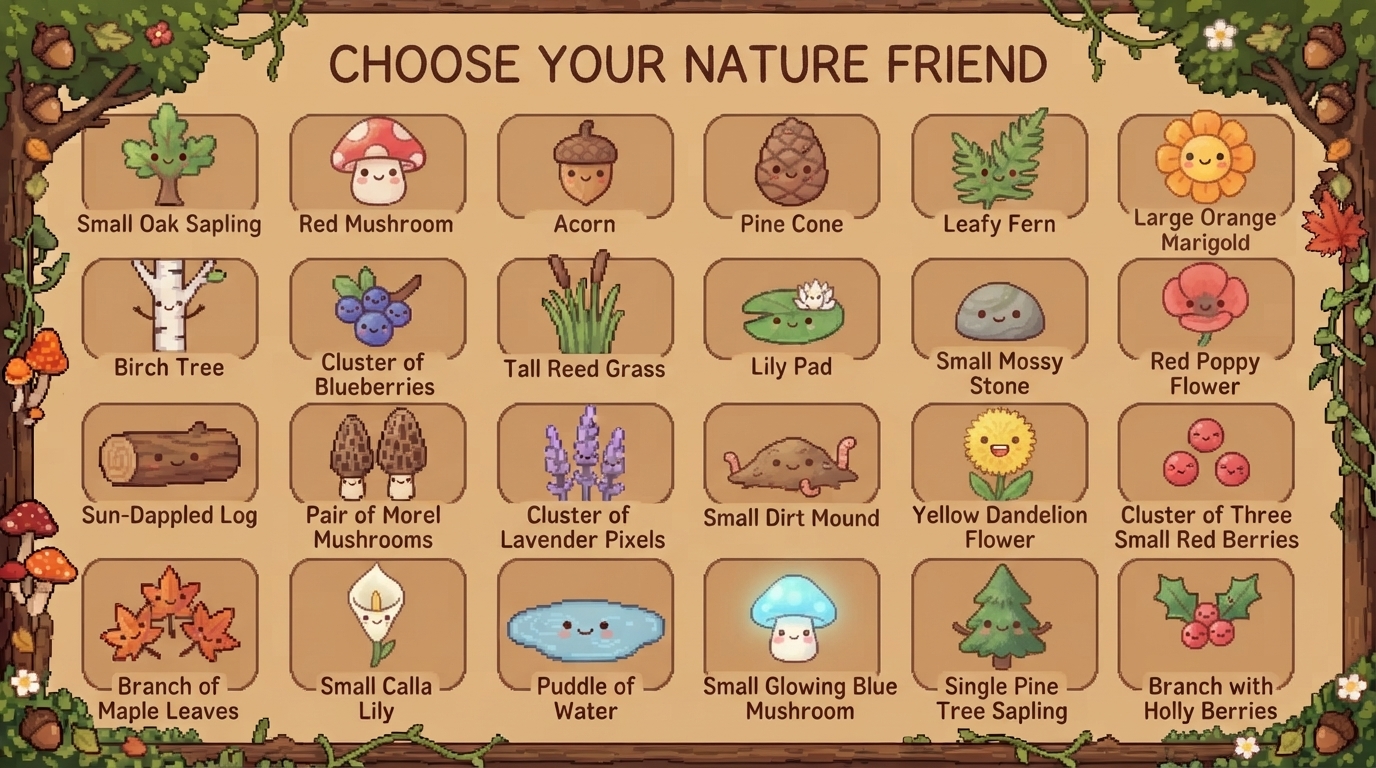 CHOOSE YOUR NATURE FRIEND
Small Oak Sapling
Red Mushroom
Acorn
Pine Cone
Leafy Fern
Large Orange
Marigold
Birch Tree
Cluster of
Blueberries
Tall Reed Grass
Lily Pad
Small Mossy
Stone
Red Poppy
Flower
Sun-Dappled Log
Pair of Morel
Mushrooms
Cluster of
Lavender Pixels
Small Dirt Mound
Yellow Dandelion
Flower
Cluster of Three
Small Red Berries
Branch of
Maple Leaves
Small Calla
Lily
Puddle of
Water
Small Glowing Blue
Mushroom
Single Pine
Tree Sapling
Branch with
Holly Berries